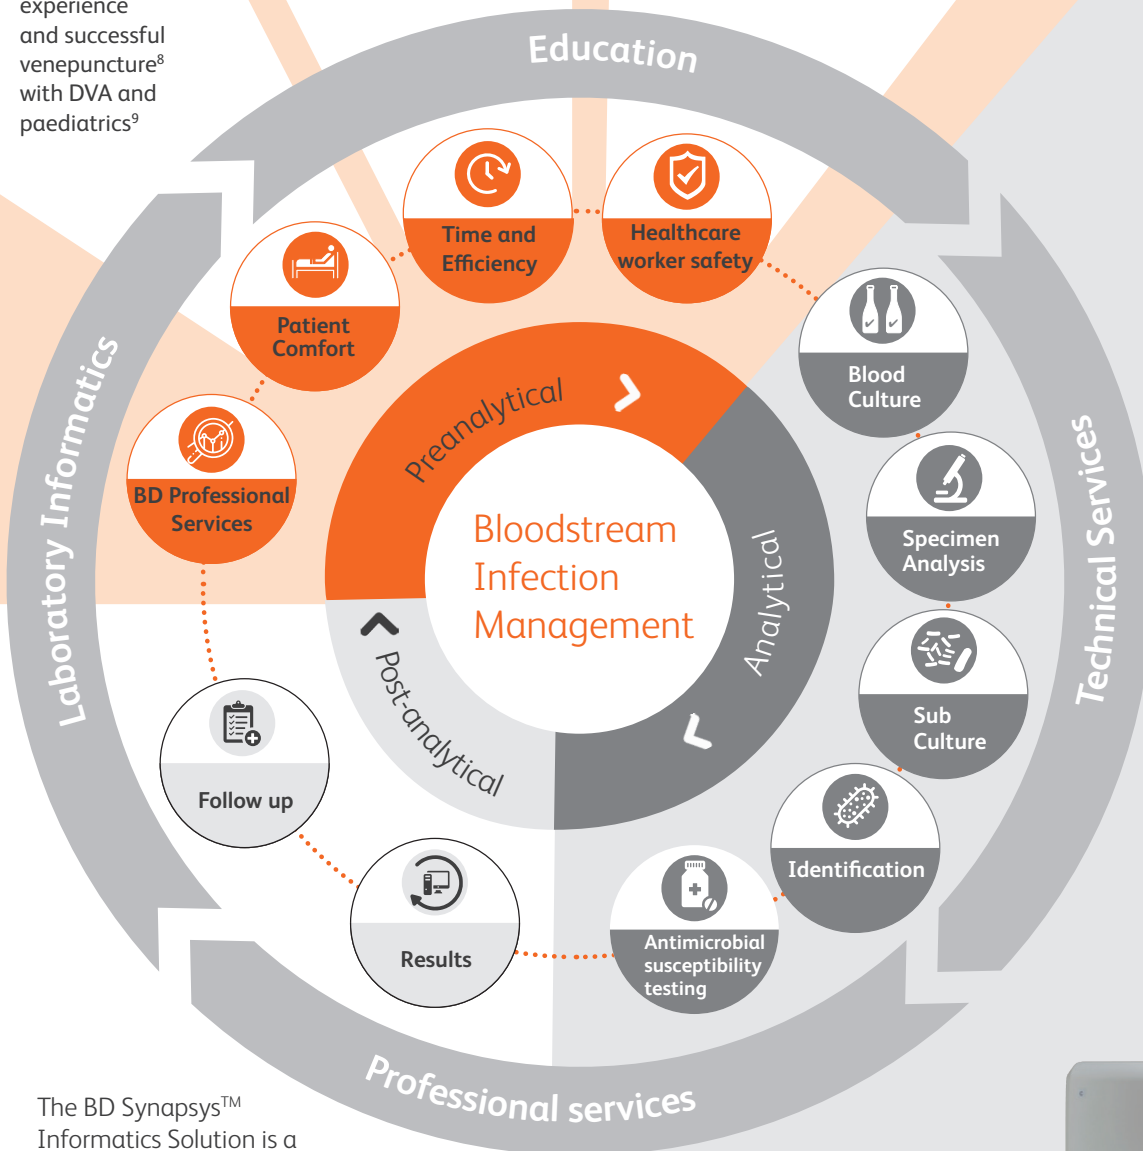 experience
and successful
venepuncture⁸
with DVA and
paediatrics⁹
Education
Time and
Efficiency
Healthcare
worker safety
Patient
Comfort
Blood
Culture
Laboratory Informatics
Preanalytical
BD Professional
Services
Technical Services
Specimen
Analysis
Bloodstream
Infection
Management
Analytical
Sub
Culture
Post-analytical
Follow up
Identification
Results
Antimicrobial
susceptibility
testing
Professional services
The BD Synapsys™
Informatics Solution is a